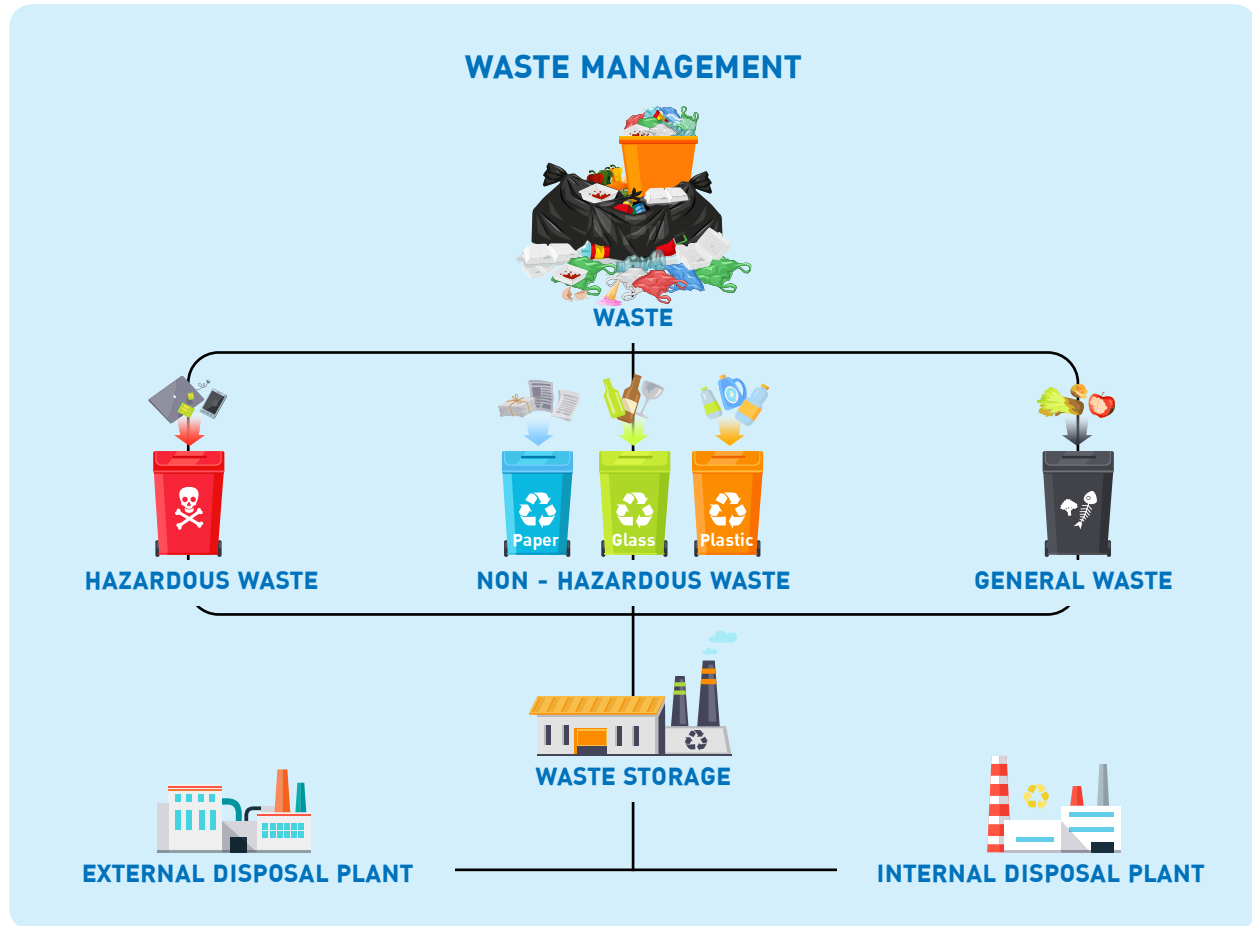 WASTE MANAGEMENT
WASTE
Paper
Glass
Plastic
HAZARDOUS WASTE
NON - HAZARDOUS WASTE
GENERAL WASTE
WASTE STORAGE
EXTERNAL DISPOSAL PLANT
INTERNAL DISPOSAL PLANT